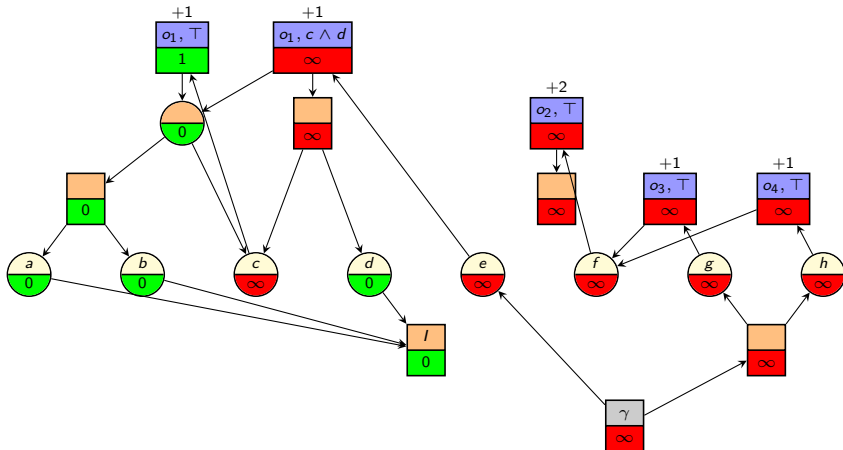 +1 +1
o₁, ⊤ o₁, c ∧ d
1 ∞
+2
o₂, ⊤
0 ∞ ∞
+1 +1
o₃, ⊤ o₄, ⊤
0 ∞ ∞ ∞
a b c d e f g h
0 0 ∞ 0 ∞ ∞ ∞ ∞
I
0 ∞
γ
∞